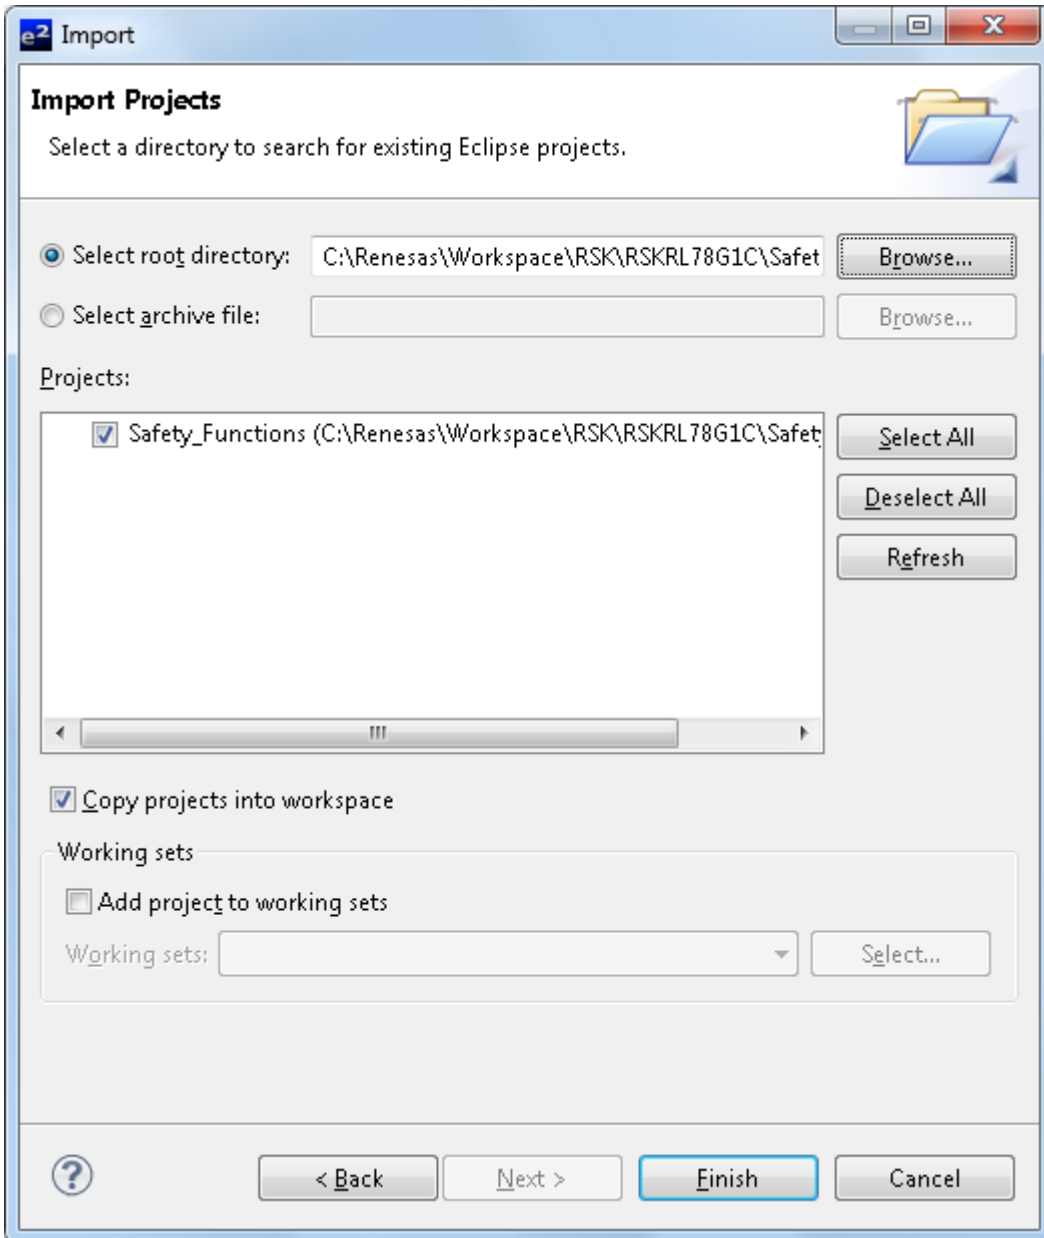 e² Import
Import Projects
Select a directory to search for existing Eclipse projects.
Select root directory: C:\Renesas\Workspace\RSK\RSKRL78G1C\Safet Browse...
Select archive file: Browse...
Projects:
Safety_Functions (C:\Renesas\Workspace\RSK\RSKRL78G1C\Safety Select All
Deselect All
Refresh
Copy projects into workspace
Working sets
Add project to working sets
Working sets: Select...
? < Back Next > Finish Cancel